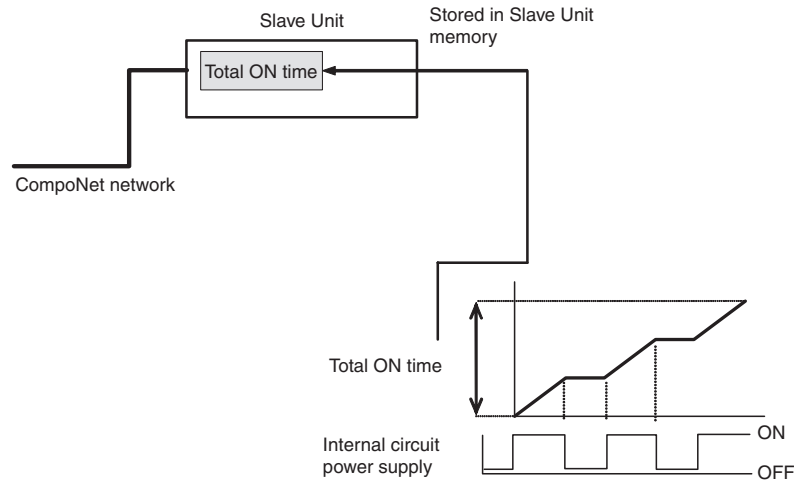 Slave Unit
Stored in Slave Unit
memory
Total ON time
CompoNet network
Total ON time
Internal circuit
power supply
ON
OFF